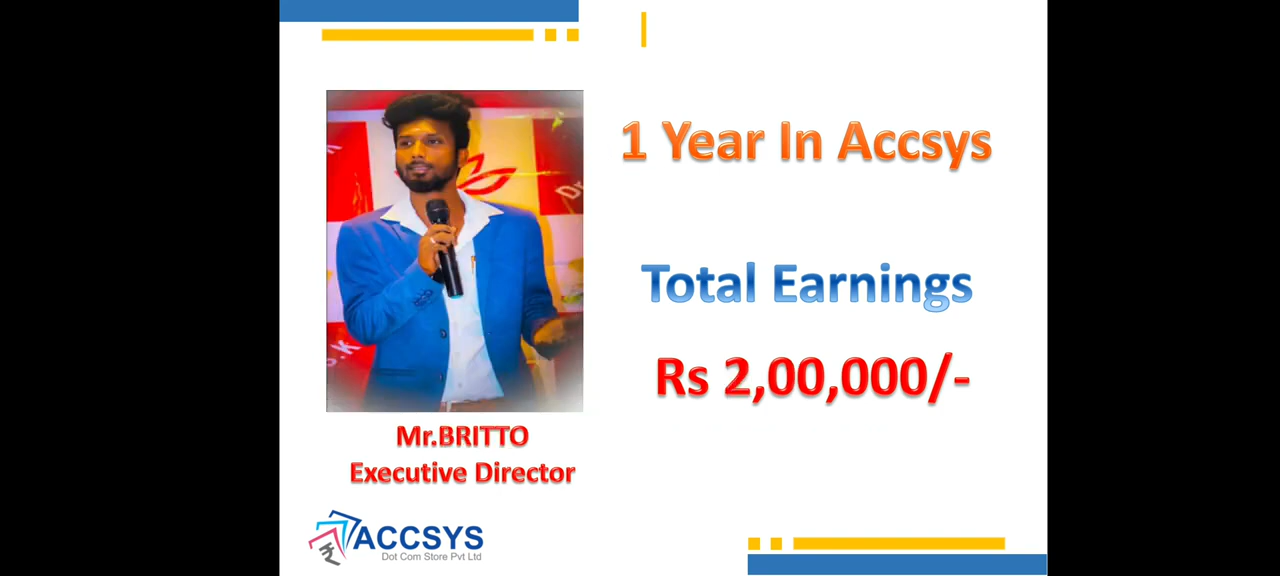 1 Year In Accsys
Total Earnings
Rs 2,00,000/-
Mr.BRITTO
Executive Director
ACCSYS
Dot Com Store Pvt Ltd